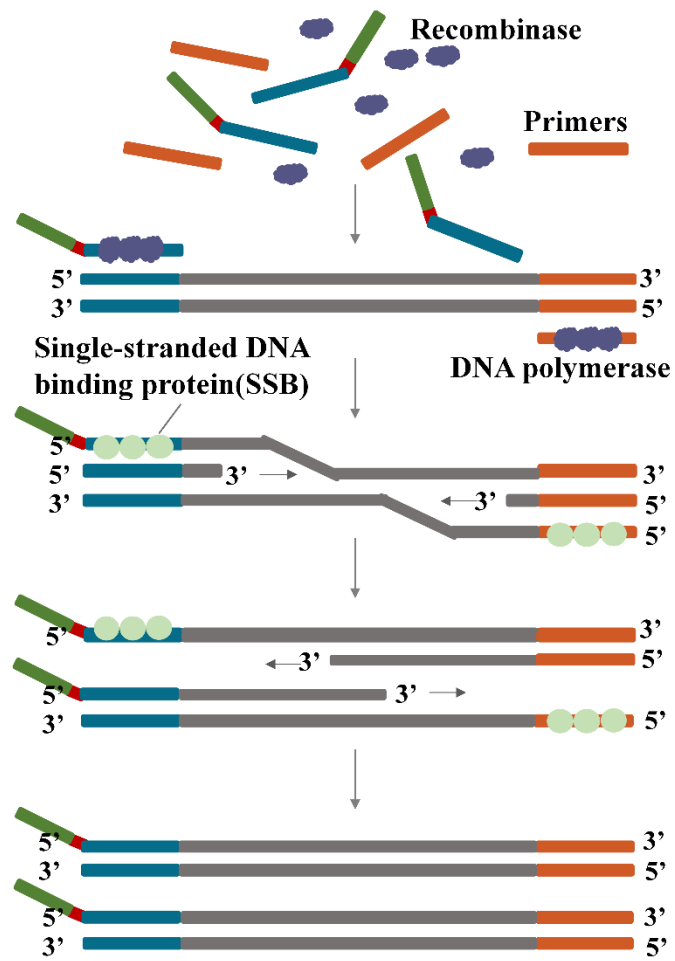 Recombinase
Primers
5’ 3’
3’ 5’
Single-stranded DNA
binding protein(SSB)
DNA polymerase
5’
5’ 3’ 3’
3’ 3’ 5’
5’
5’ 3’
3’ 5’
5’ 3’
3’ 5’
5’ 3’
3’ 5’
5’ 3’
3’ 5’